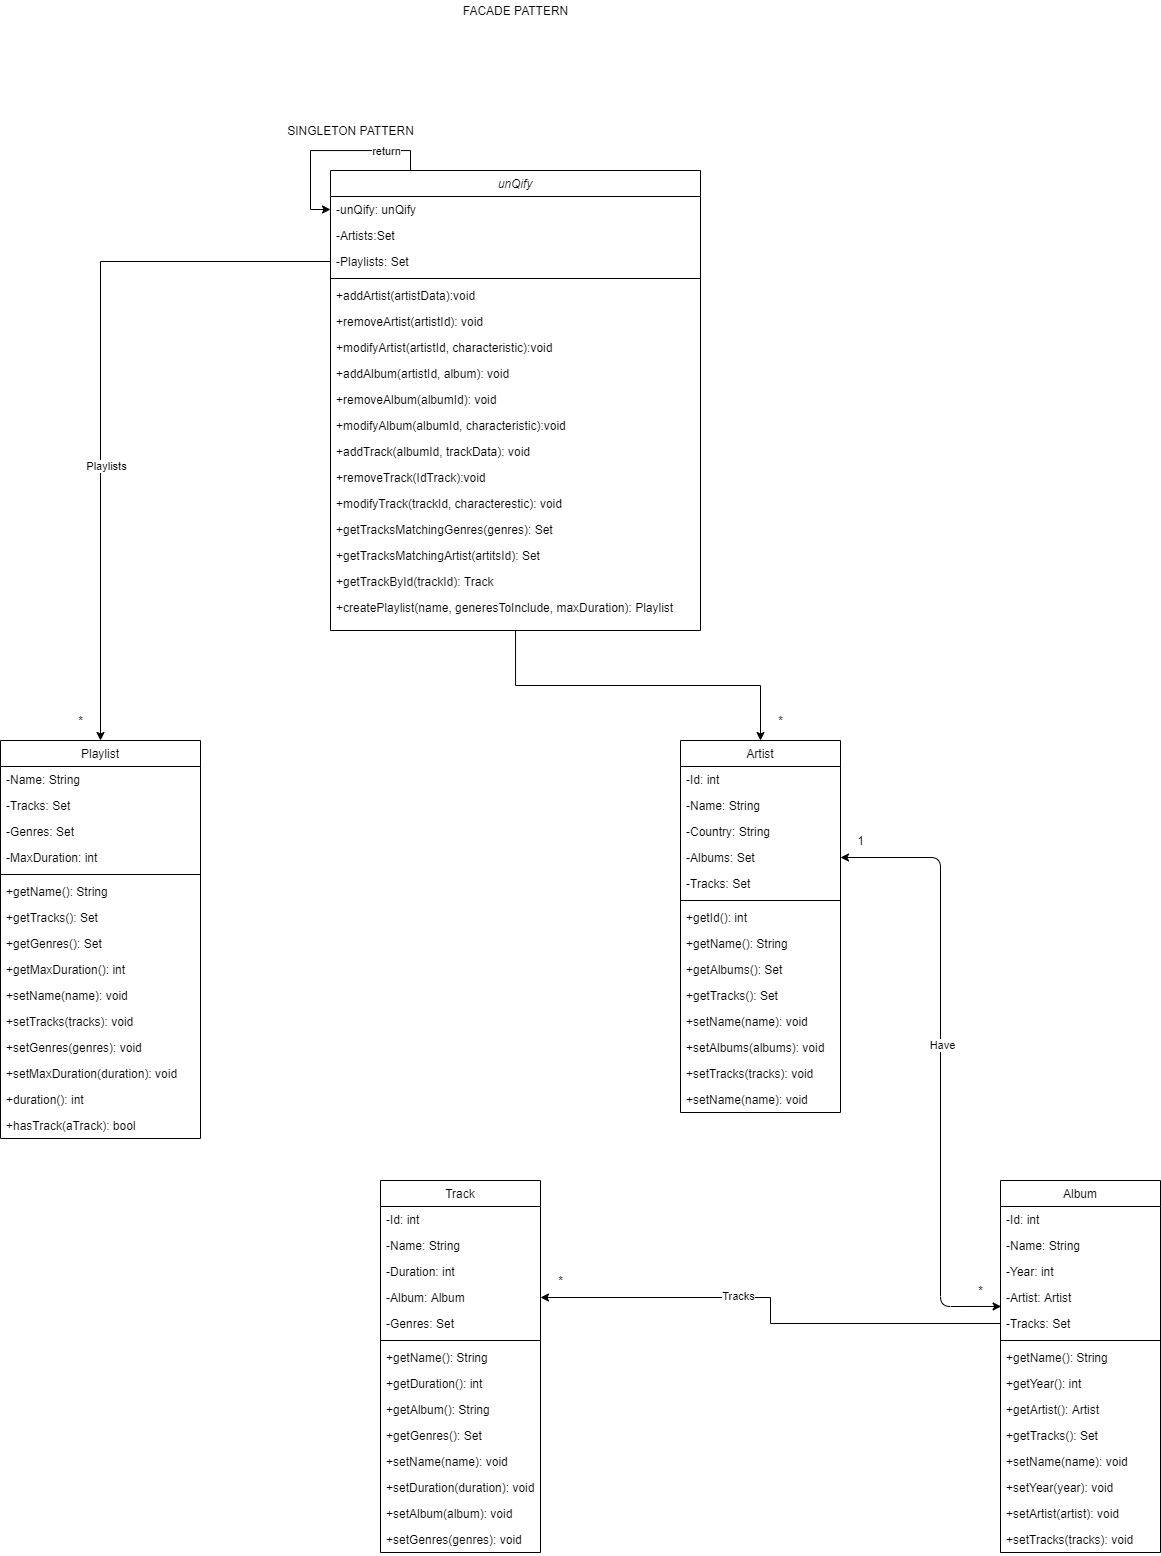 FACADE PATTERN
SINGLETON PATTERN
return
unQify
-unQify: unQify
-Artists:Set
-Playlists: Set
+addArtist(artistData):void
+removeArtist(artistId): void
+modifyArtist(artistId, characteristic):void
+addAlbum(artistId, album): void
+removeAlbum(albumId): void
+modifyAlbum(albumId, characteristic):void
+addTrack(albumId, trackData): void
+removeTrack(IdTrack):void
+modifyTrack(trackId, characterestic): void
+getTracksMatchingGenres(genres): Set
+getTracksMatchingArtist(artitsId): Set
+getTrackById(trackId): Track
+createPlaylist(name, generesToInclude, maxDuration): Playlist
Playlists
*
*
Playlist
-Name: String
-Tracks: Set
-Genres: Set
-MaxDuration: int
+getName(): String
+getTracks(): Set
+getGenres(): Set
+getMaxDuration(): int
+setName(name): void
+setTracks(tracks): void
+setGenres(genres): void
+setMaxDuration(duration): void
+duration(): int
+hasTrack(aTrack): bool
Artist
-Id: int
-Name: String
-Country: String
-Albums: Set
-Tracks: Set
+getId(): int
+getName(): String
+getAlbums(): Set
+getTracks(): Set
+setName(name): void
+setAlbums(albums): void
+setTracks(tracks): void
+setName(name): void
1
Have
*
Track
-Id: int
-Name: String
-Duration: int
-Album: Album
-Genres: Set
+getName(): String
+getDuration(): int
+getAlbum(): String
+getGenres(): Set
+setName(name): void
+setDuration(duration): void
+setAlbum(album): void
+setGenres(genres): void
*
Tracks
Album
-Id: int
-Name: String
-Year: int
-Artist: Artist
-Tracks: Set
+getName(): String
+getYear(): int
+getArtist(): Artist
+getTracks(): Set
+setName(name): void
+setYear(year): void
+setArtist(artist): void
+setTracks(tracks): void